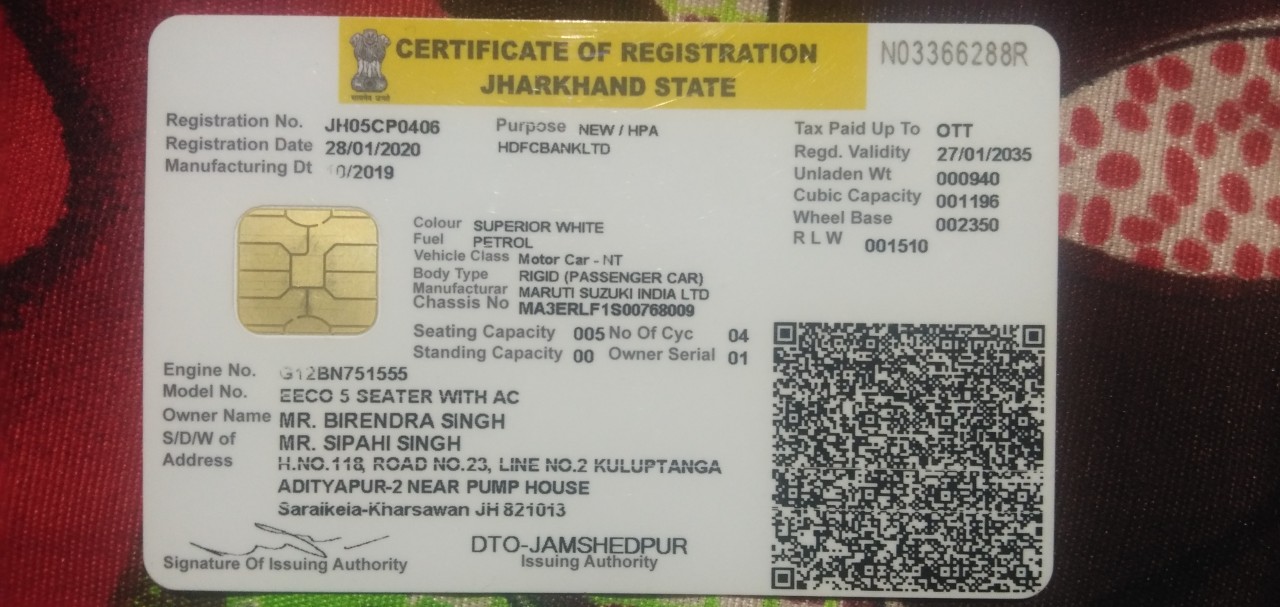 CERTIFICATE OF REGISTRATION
JHARKHAND STATE
N03366288R
Registration No. JH05CP0406
Registration Date 28/01/2020
Manufacturing Dt 10/2019
Purpose NEW / HPA
HDFCBANKLTD
Tax Paid Up To OTT
Regd. Validity 27/01/2035
Unladen Wt 000940
Cubic Capacity 001196
Wheel Base 002350
R L W 001510
Colour SUPERIOR WHITE
Fuel PETROL
Vehicle Class Motor Car - NT
Body Type RIGID (PASSENGER CAR)
Manufacturar MARUTI SUZUKI INDIA LTD
Chassis No MA3ERLF1S00768009
Seating Capacity 005 No Of Cyc 04
Standing Capacity 00 Owner Serial 01
Engine No. G12BN751555
Model No. EECO 5 SEATER WITH AC
Owner Name MR. BIRENDRA SINGH
S/D/W of MR. SIPAHI SINGH
Address H.NO.118, ROAD NO.23, LINE NO.2 KULUPTANGA
ADITYAPUR-2 NEAR PUMP HOUSE
Saraikela-Kharsawan JH 821013
Signature Of Issuing Authority
DTO-JAMSHEDPUR
Issuing Authority